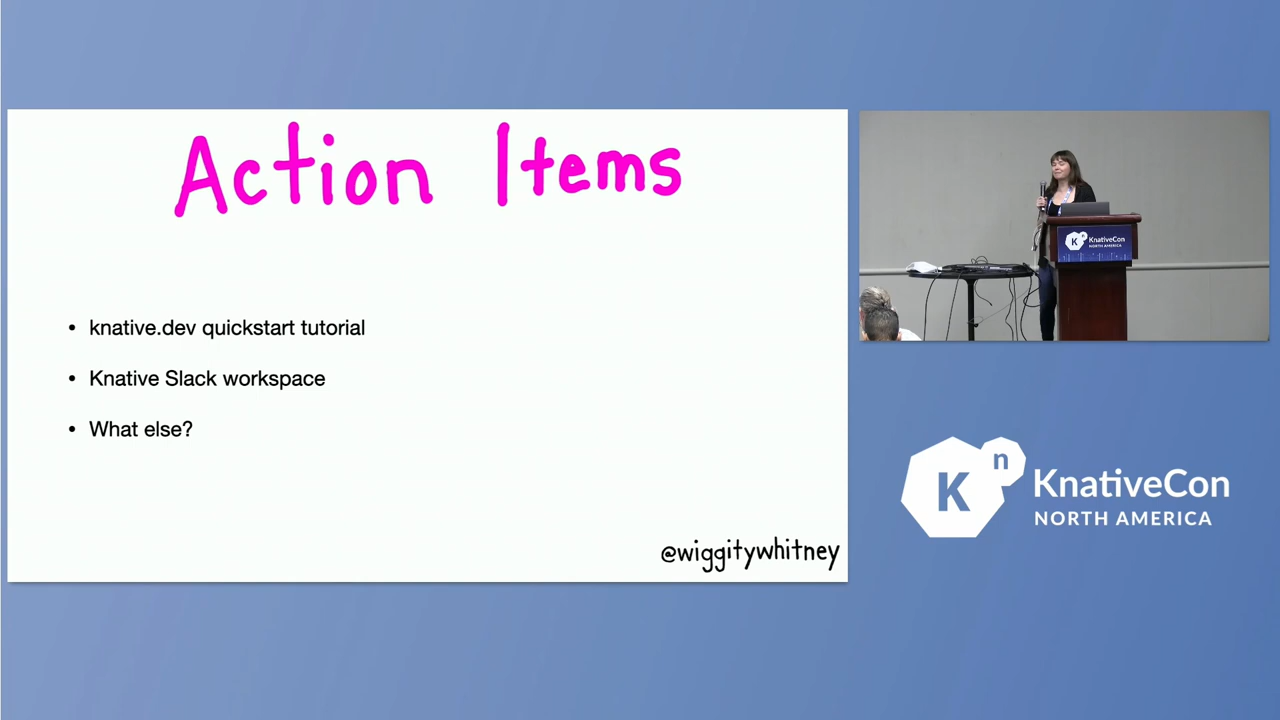 Action Items
• knative.dev quickstart tutorial
• Knative Slack workspace
• What else?
@wiggitywhitney
K
KnativeCon
NORTH AMERICA
K n
KnativeCon
NORTH AMERICA